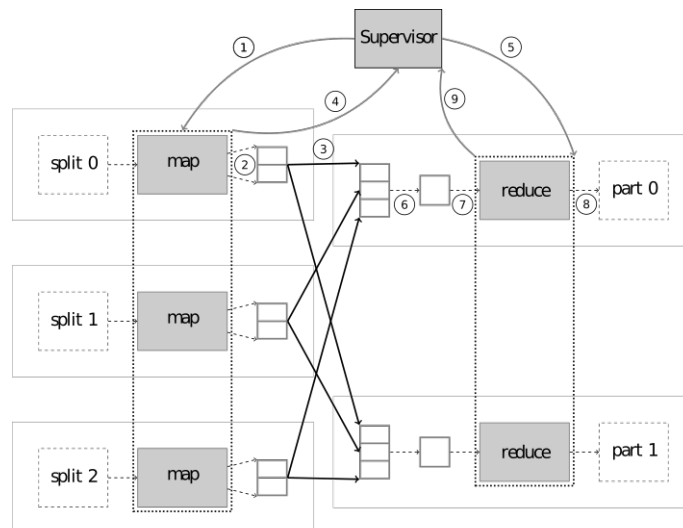 Supervisor
1
5
4
9
split 0
map
2
3
6
7
reduce
8
part 0
split 1
map
split 2
map
reduce
part 1